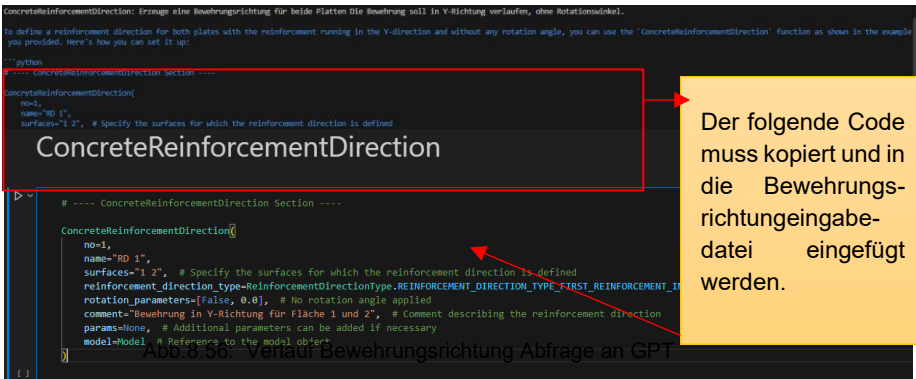 ConcreteReinforcementDirection: Erzeuge eine Bewehrungsrichtung für beide Platten Die Bewehrung soll in Y-Richtung verlaufen, ohne Rotationswinkel.
To define a reinforcement direction for both plates with the reinforcement running in the Y-direction and without any rotation angle, you can use the `ConcreteReinforcementDirection` function as shown in the example
you provided. Here's how you can set it up:
```python
# ---- ConcreteReinforcementDirection Section ----
ConcreteReinforcementDirection(
no=1,
name="RD 1",
surfaces="1 2", # Specify the surfaces for which the reinforcement direction is defined
ConcreteReinforcementDirection
# ---- ConcreteReinforcementDirection Section ----
ConcreteReinforcementDirection(
no=1,
name="RD 1",
surfaces="1 2", # Specify the surfaces for which the reinforcement direction is defined
reinforcement_direction_type=ReinforcementDirectionType.REINFORCEMENT_DIRECTION_TYPE_FIRST_REINFORCEMENT_IN
rotation_parameters=[False, 0.0], # No rotation angle applied
comment="Bewehrung in Y-Richtung für Fläche 1 und 2", # Comment describing the reinforcement direction
params=None, # Additional parameters can be added if necessary
model=Model # Reference to the model object
)
[ ]
Abb.8.56: Verlauf Bewehrungsrichtung Abfrage an GPT
Der folgende Code
muss kopiert und in
die Bewehrungs-
richtungeingabe-
datei eingefügt
werden.